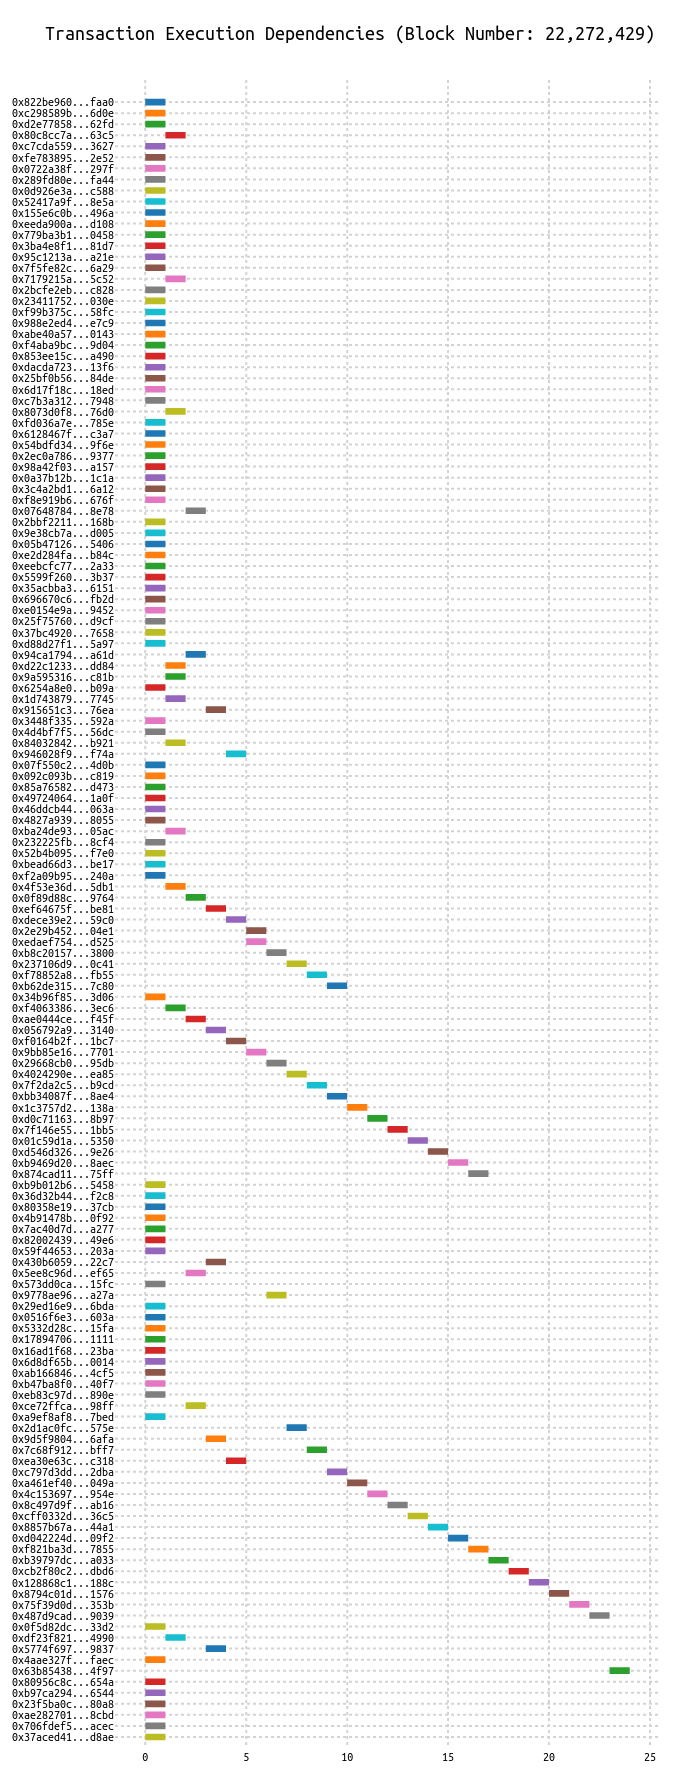 Transaction Execution Dependencies (Block Number: 22,272,429)
0x822be960...faa0
0xc298589b...6d0e
0xd2e77858...62fd
0x80c8cc7a...63c5
0xc7cda559...3627
0xfe783895...2e52
0x0722a38f...297f
0x289fd80e...fa44
0x0d926e3a...c588
0x52417a9f...8e5a
0x155e6c0b...496a
0xeeda900a...d108
0x779ba3b1...0458
0x3ba4e8f1...81d7
0x95c1213a...a21e
0x7f5fe82c...6a29
0x7179215a...5c52
0x2bcfe2eb...c828
0x23411752...030e
0xf99b375c...58fc
0x988e2ed4...e7c9
0xabe40a57...0143
0xf4aba9bc...9d04
0x853ee15c...a490
0xdacda723...13f6
0x25bf0b56...84de
0x6d17f18c...18ed
0xc7b3a312...7948
0x8073d0f8...76d0
0xfd036a7e...785e
0x6128467f...c3a7
0x54bdfd34...9f6e
0x2ec0a786...9377
0x98a42f03...a157
0x0a37b12b...1c1a
0x3c4a2bd1...6a12
0xf8e919b6...676f
0x07648784...8e78
0x2bbf2211...168b
0x9e38cb7a...d005
0x05b47126...5406
0xe2d284fa...b84c
0xeebcfc77...2a33
0x5599f260...3b37
0x35acbba3...6151
0x696670c6...fb2d
0xe0154e9a...9452
0x25f75760...d9cf
0x37bc4920...7658
0xd88d27f1...5a97
0x94ca1794...a61d
0xd22c1233...dd84
0x9a595316...c81b
0x6254a8e0...b09a
0x1d743879...7745
0x915651c3...76ea
0x3448f335...592a
0x4d4bf7f5...56dc
0x84032842...b921
0x946028f9...f74a
0x07f550c2...4d0b
0x092c093b...c819
0x85a76582...d473
0x49724064...1a0f
0x46ddcb44...063a
0x4827a939...8055
0xba24de93...05ac
0x232225fb...8cf4
0x52b4b095...f7e0
0xbead66d3...be17
0xf2a09b95...240a
0x4f53e36d...5db1
0x0f89d88c...9764
0xef64675f...be81
0xdece39e2...59c0
0x2e29b452...04e1
0xedaef754...d525
0xb8c20157...3800
0x237106d9...0c41
0xf78852a8...fb55
0xb62de315...7c80
0x34b96f85...3d06
0xf4063386...3ec6
0xae0444ce...f45f
0x056792a9...3140
0xf0164b2f...1bc7
0x9bb85e16...7701
0x29668cb0...95db
0x4024290e...ea85
0x7f2da2c5...b9cd
0xbb34087f...8ae4
0x1c3757d2...138a
0xd0c71163...8b97
0x7f146e55...1bb5
0x01c59d1a...5350
0xd546d326...9e26
0xb9469d20...8aec
0x874cad11...75ff
0xb9b012b6...5458
0x36d32b44...f2c8
0x80358e19...37cb
0x4b91478b...0f92
0x7ac40d7d...a277
0x82002439...49e6
0x59f44653...203a
0x430b6059...22c7
0x5ee8c96d...ef65
0x573dd0ca...15fc
0x9778ae96...a27a
0x29ed16e9...6bda
0x0516f6e3...603a
0x5332d28c...15fa
0x17894706...1111
0x16ad1f68...23ba
0x6d8df65b...0014
0xab166846...4cf5
0xb47ba8f0...40f7
0xeb83c97d...890e
0xce72ffca...98ff
0xa9ef8af8...7bed
0x2d1ac0fc...575e
0x9d5f9804...6afa
0x7c68f912...bff7
0xea30e63c...c318
0xc797d3dd...2dba
0xa461ef40...049a
0x4c153697...954e
0x8c497d9f...ab16
0xcff0332d...36c5
0x8857b67a...44a1
0xd042224d...09f2
0xf821ba3d...7855
0xb39797dc...a033
0xcb2f80c2...dbd6
0x128868c1...188c
0x8794c01d...1576
0x75f39d0d...353b
0x487d9cad...9039
0x0f5d82dc...33d2
0xdf23f821...4990
0x5774f697...9837
0x4aae327f...faec
0x63b85438...4f97
0x80956c8c...654a
0xb97ca294...6544
0x23f5ba0c...80a8
0xae282701...8cbd
0x706fdef5...acec
0x37aced41...d8ae
0 5 10 15 20 25